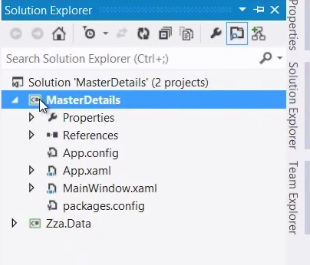 Solution Explorer
Search Solution Explorer (Ctrl+;)
Solution 'MasterDetails' (2 projects)
MasterDetails
Properties
References
App.config
App.xaml
MainWindow.xaml
packages.config
Zza.Data
Properties
Solution Explorer
Team Explorer